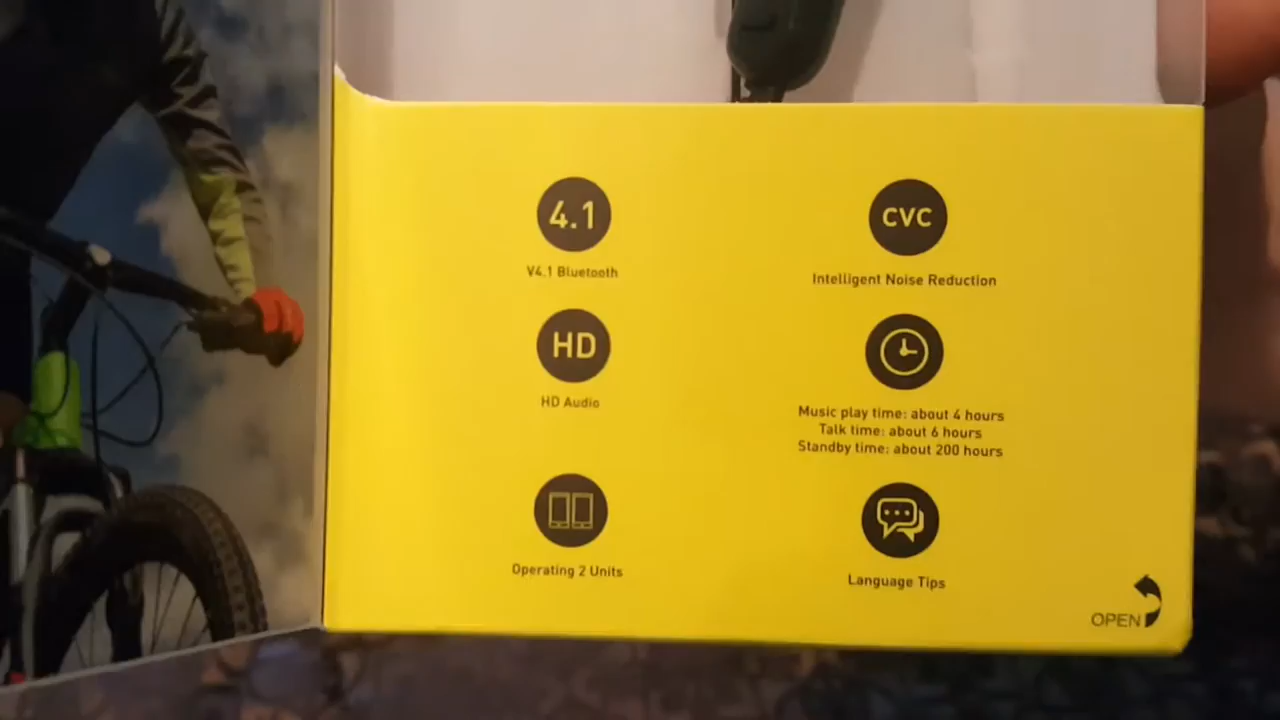 4.1
V4.1 Bluetooth
CVC
Intelligent Noise Reduction
HD
HD Audio
Music play time: about 4 hours
Talk time: about 6 hours
Standby time: about 200 hours
Operating 2 Units
Language Tips
OPEN